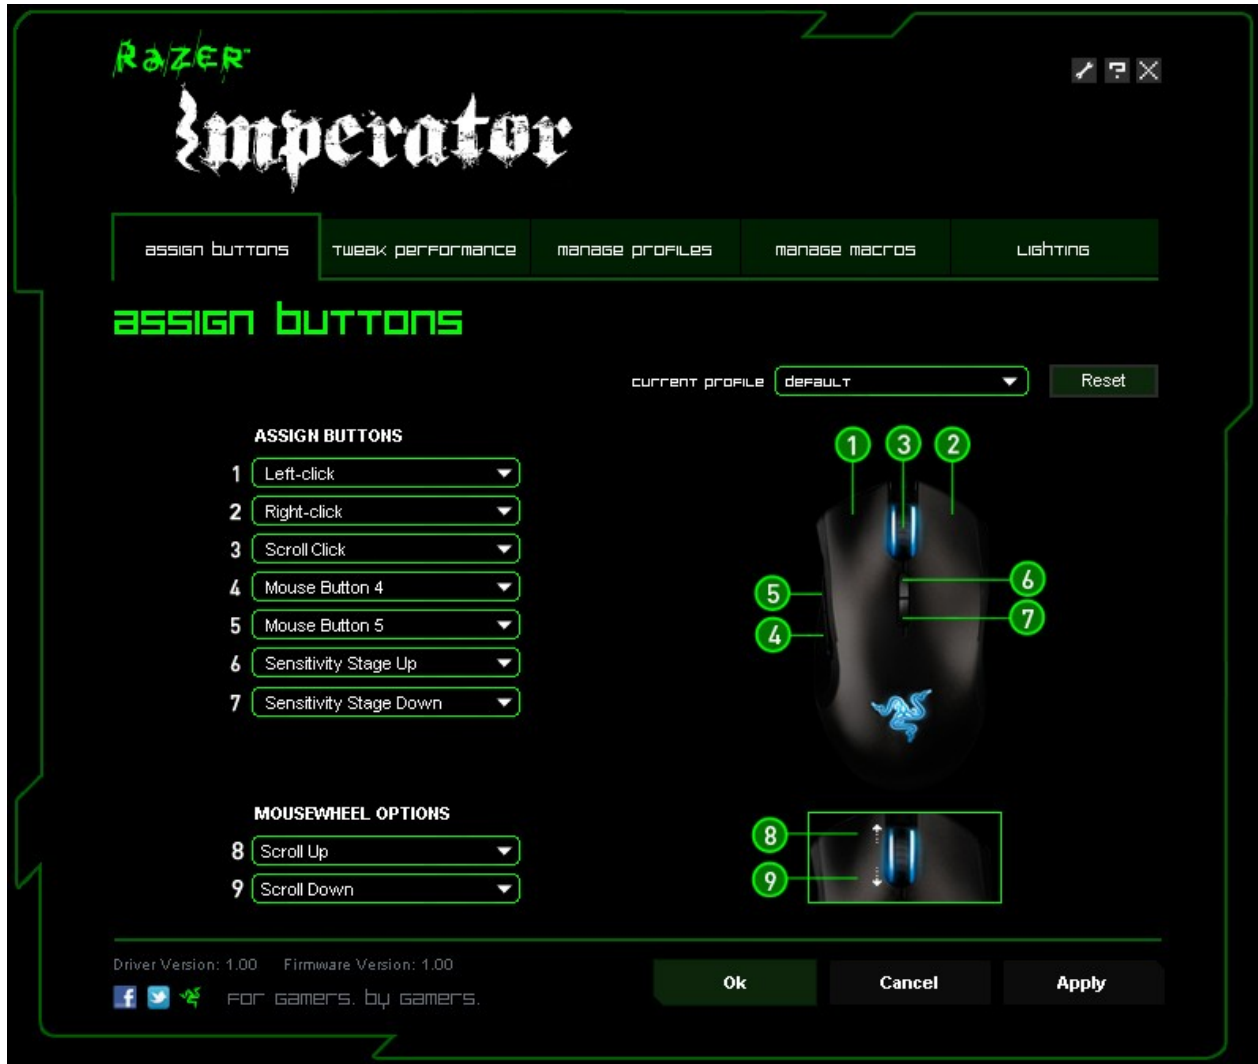 RAZER™
Imperator
?
assign buttons
tweak performance
manage profiles
manage macros
lighting
assign buttons
current profile default Reset
ASSIGN BUTTONS
1 Left-click
2 Right-click
3 Scroll Click
4 Mouse Button 4
5 Mouse Button 5
6 Sensitivity Stage Up
7 Sensitivity Stage Down
1 3 2
6
5
7
4
MOUSEWHEEL OPTIONS
8 Scroll Up
9 Scroll Down
8
9
Driver Version: 1.00 Firmware Version: 1.00
f For gamers. by gamers.
Ok Cancel Apply